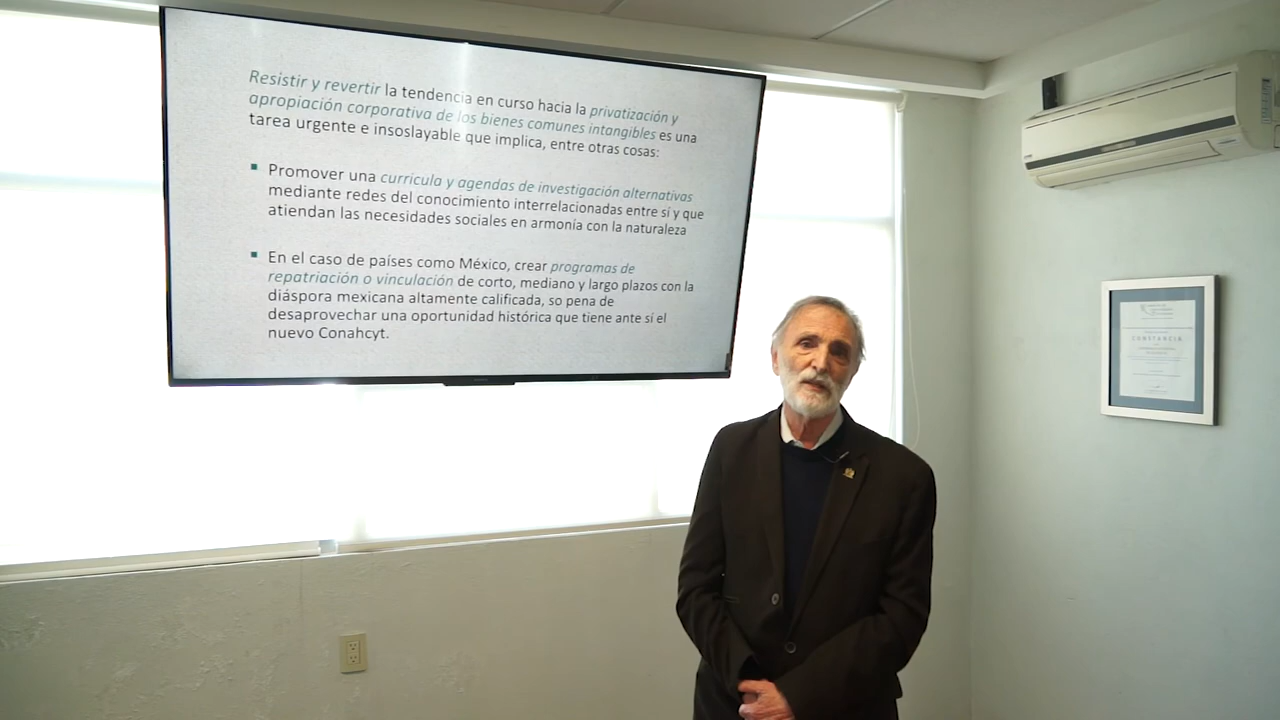 Resistir y revertir la tendencia en curso hacía la privatización y
apropiación corporativa de los bienes comunes intangibles es una
tarea urgente e insoslayable que implica, entre otras cosas:
Promover una curricula y agendas de investigación alternativas
mediante redes del conocimiento interrelacionadas entre sí y que
atiendan las necesidades sociales en armonía con la naturaleza
En el caso de países como México, crear programas de
repatriación o vinculación de corto, mediano y largo plazos con la
diáspora mexicana altamente calificada, so pena de
desaprovechar una oportunidad histórica que tiene ante sí el
nuevo Conahcyt.
CONSTANCIA